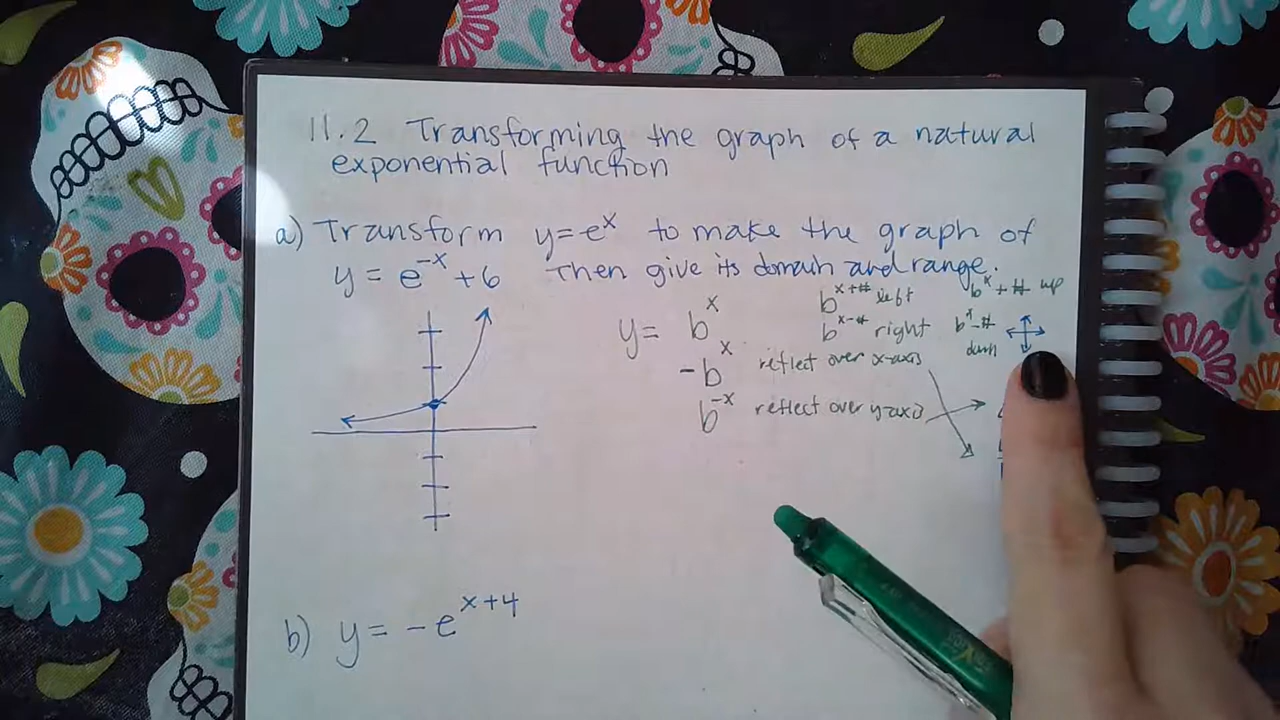 11.2 Transforming the graph of a natural
exponential function
a) Transform y=e^x to make the graph of
y = e^-x +6 Then give its domain and range.
y= b^x
b^x+# left
b^x+# up
b^x-# right
b^x-# down
-b^x reflect over x-axis
b^-x reflect over y-axis
b) y= -e^x+4